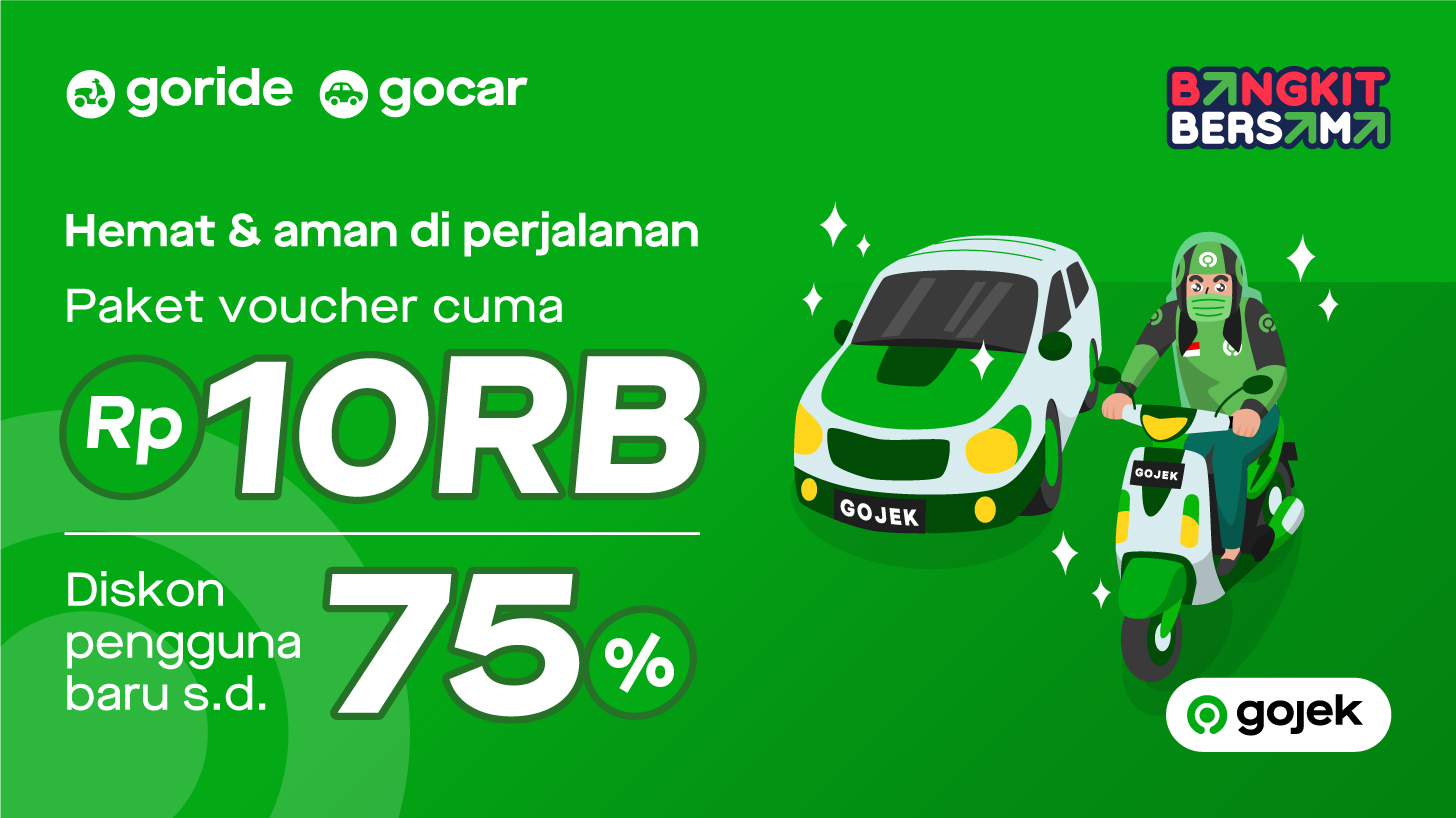 goride gocar
BANGKIT
BERSAMA
Hemat & aman di perjalanan
Paket voucher cuma
Rp 10RB
Diskon
pengguna
baru s.d.
75%
GOJEK
GOJEK
gojek